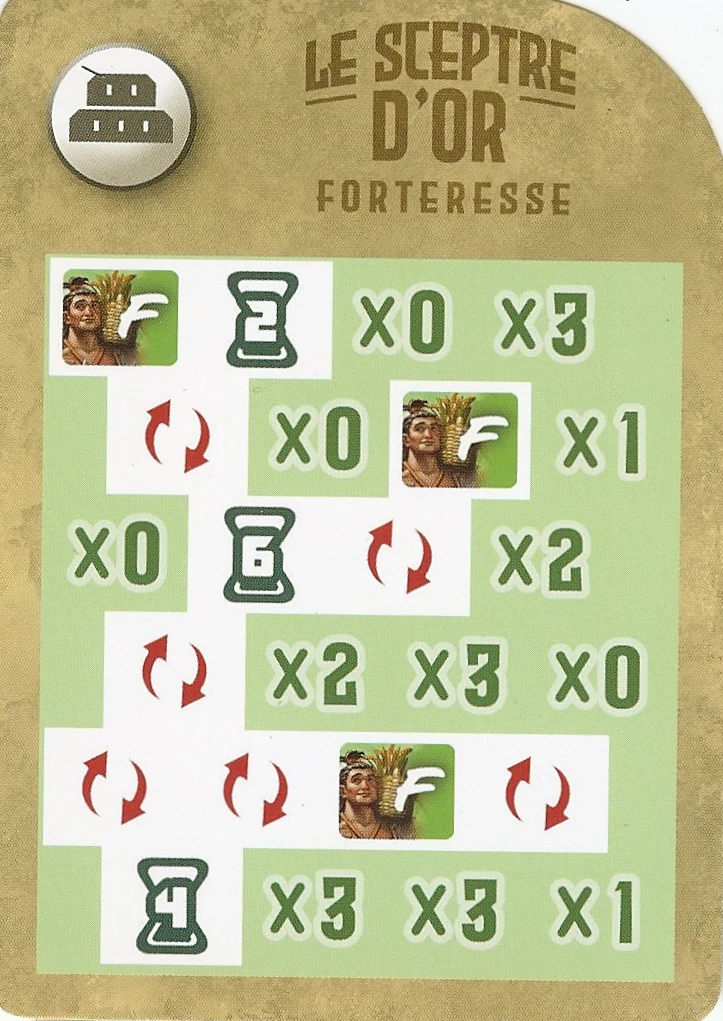 LE SCEPTRE
D'OR
FORTERESSE
F 2 X0 X3
X0 F X1
X0 6 X2
X2 X3 X0
F
4 X3 X3 X1